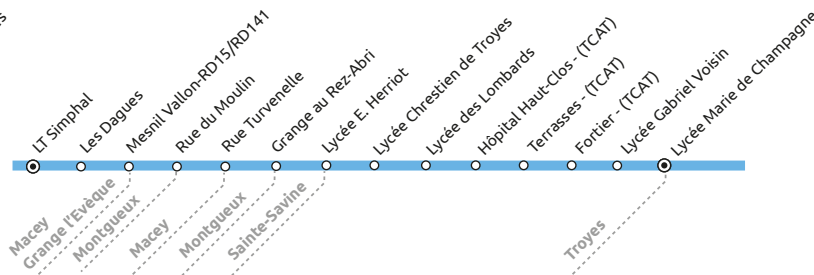 LT Simphal
Les Dagues
Mesnil Vallon-RD15/RD141
Rue du Moulin
Rue Turvenelle
Grange au Rez-Abri
Lycée E. Herriot
Lycée Chrestien de Troyes
Lycée des Lombards
Hôpital Haut-Clos - (TCAT)
Terrasses - (TCAT)
Fortier - (TCAT)
Lycée Gabriel Voisin
Lycée Marie de Champagne
Macey
Grange l'Evèque
Montgueux
Macey
Montgueux
Sainte-Savine
Troyes